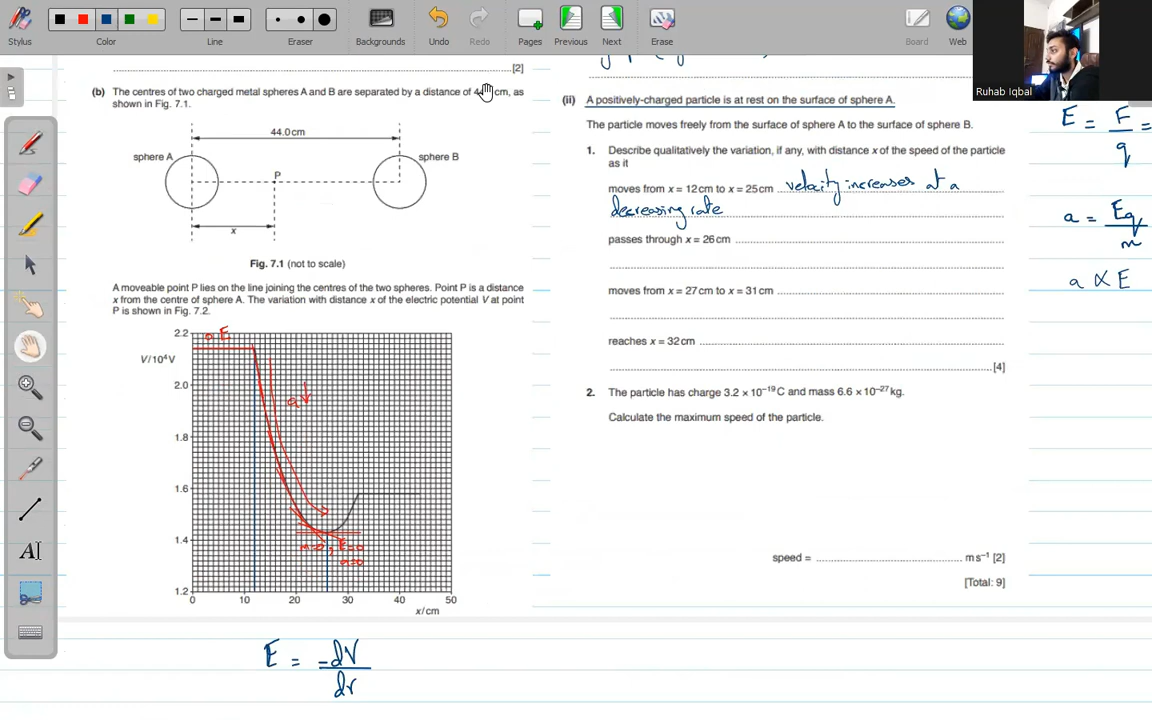 Stylus
Color
Line
Eraser
Backgrounds
Undo
Redo
Pages
Previous
Next
Erase
Board
Web
Ruhab Iqbal
[2]
(b) The centres of two charged metal spheres A and B are separated by a distance of cm, as
shown in Fig. 7.1.
44.0 cm
sphere A
sphere B
P
x
Fig. 7.1 (not to scale)
A moveable point P lies on the line joining the centres of the two spheres. Point P is a distance
x from the centre of sphere A. The variation with distance x of the electric potential V at point
P is shown in Fig. 7.2.
2.2
V/10⁴V
2.0
1.8
1.6
1.4
1.2
0 10 20 30 40 50
x/cm
0 E
a↓
m=0, E=0
a=0
E = -dV
dr
(ii) A positively-charged particle is at rest on the surface of sphere A.
The particle moves freely from the surface of sphere A to the surface of sphere B.
1. Describe qualitatively the variation, if any, with distance x of the speed of the particle
as it
moves from x = 12 cm to x = 25 cm velocity increases at a
decreasing rate
passes through x = 26 cm
moves from x = 27 cm to x = 31 cm
reaches x = 32 cm
[4]
2. The particle has charge 3.2 × 10⁻¹⁹ C and mass 6.6 × 10⁻²⁷ kg.
Calculate the maximum speed of the particle.
speed = m s⁻¹ [2]
[Total: 9]
E = F =
q
a = Eq
m
a ∝ E